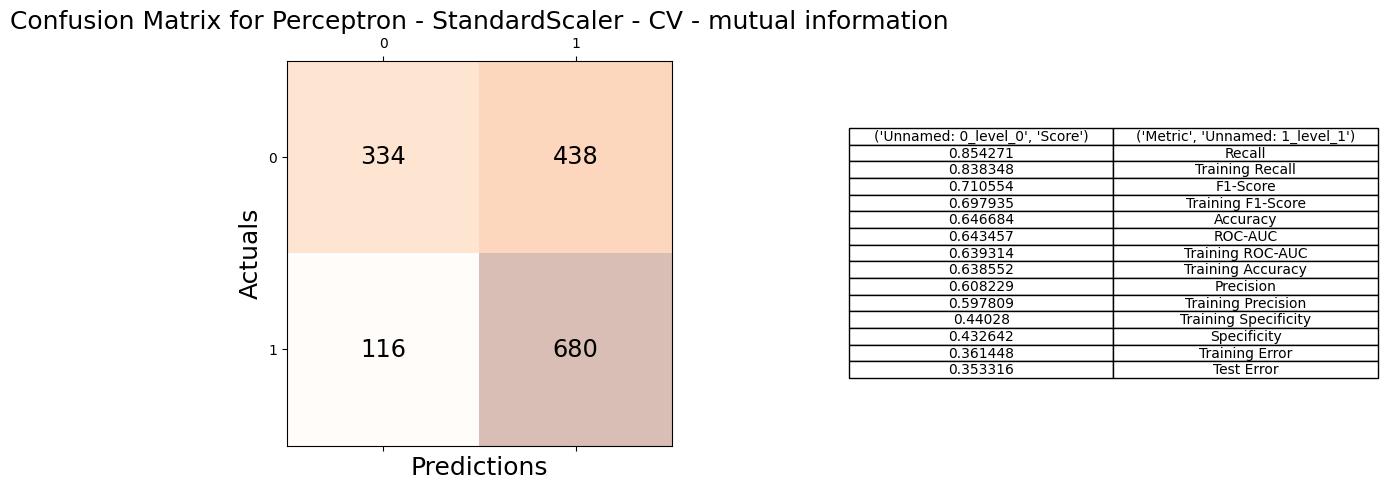 Confusion Matrix for Perceptron - StandardScaler - CV - mutual information
0 1
0 334 438
1 116 680
Actuals
Predictions
('Unnamed: 0_level_0', 'Score') ('Metric', 'Unnamed: 1_level_1')
0.854271 Recall
0.838348 Training Recall
0.710554 F1-Score
0.697935 Training F1-Score
0.646684 Accuracy
0.643457 ROC-AUC
0.639314 Training ROC-AUC
0.638552 Training Accuracy
0.608229 Precision
0.597809 Training Precision
0.44028 Training Specificity
0.432642 Specificity
0.361448 Training Error
0.353316 Test Error